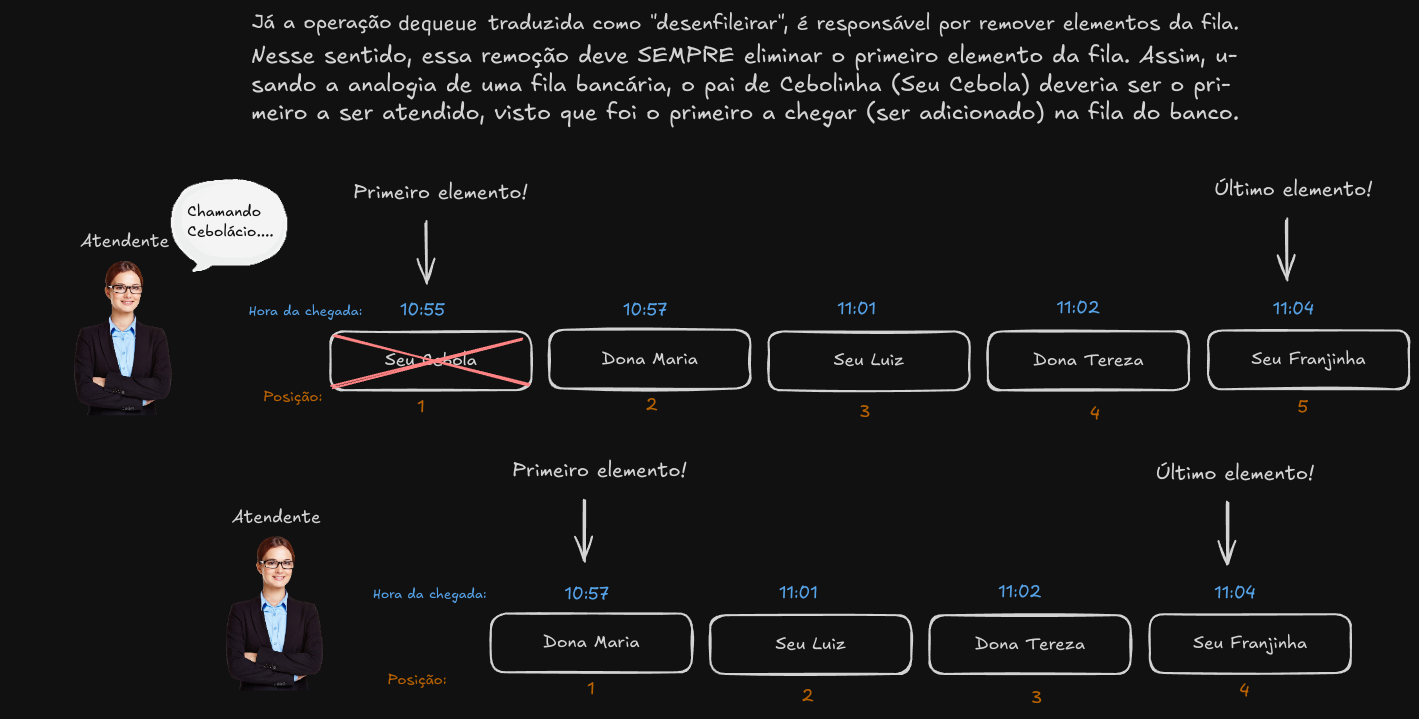 Já a operação dequeue traduzida como "desenfileirar", é responsável por remover elementos da fila.
Nesse sentido, essa remoção deve SEMPRE eliminar o primeiro elemento da fila. Assim, u-
sando a analogia de uma fila bancária, o pai de Cebolinha (Seu Cebola) deveria ser o pri-
meiro a ser atendido, visto que foi o primeiro a chegar (ser adicionado) na fila do banco.
Primeiro elemento!
Último elemento!
Chamando
Cebolácio....
Atendente
Hora da chegada: 10:55 10:57 11:01 11:02 11:04
Seu Cebola Dona Maria Seu Luiz Dona Tereza Seu Franjinha
Posição: 1 2 3 4 5
Primeiro elemento!
Último elemento!
Atendente
Hora da chegada: 10:57 11:01 11:02 11:04
Dona Maria Seu Luiz Dona Tereza Seu Franjinha
Posição: 1 2 3 4